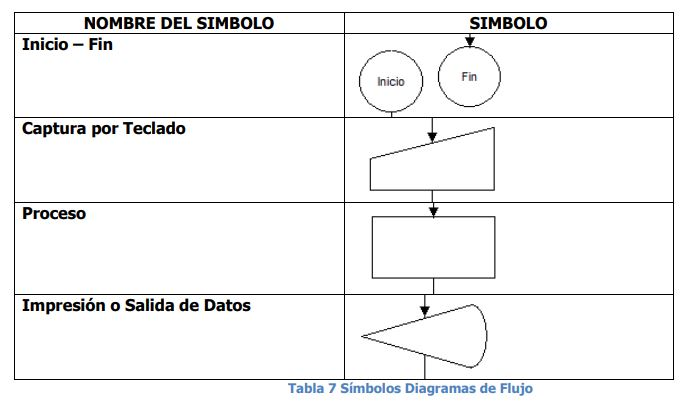 NOMBRE DEL SIMBOLO SIMBOLO
Inicio – Fin
Inicio Fin
Captura por Teclado
Proceso
Impresión o Salida de Datos
Tabla 7 Símbolos Diagramas de Flujo